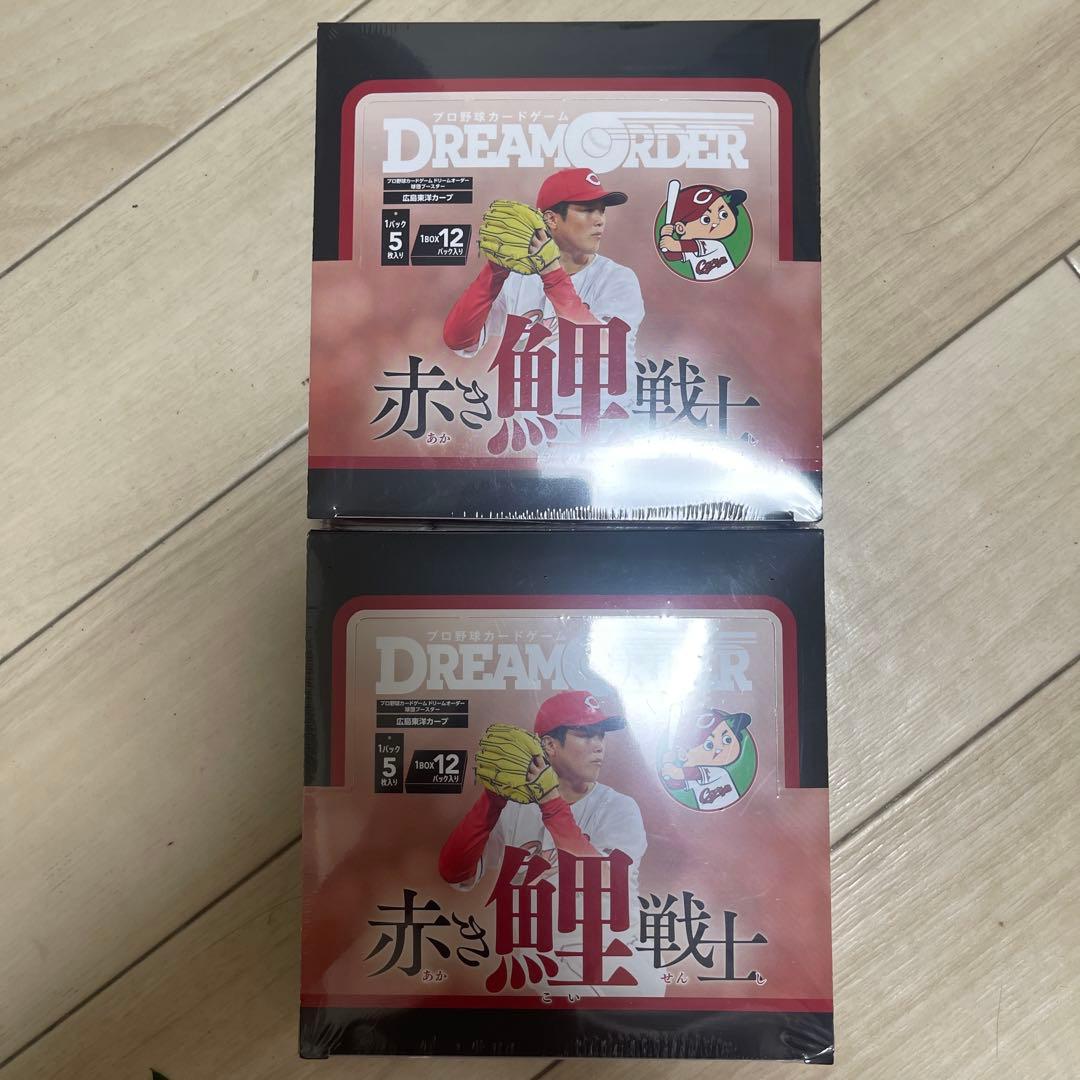 プロ野球カードゲーム
DREAM ORDER
プロ野球カードゲーム ドリームオーダー
球団ブースター
広島東洋カープ
1パック
5
枚入り
1BOX 12
パック入り
C
Carp
赤き鯉戦士
あか
し
プロ野球カードゲーム
DREAM ORDER
プロ野球カードゲーム ドリームオーダー
球団ブースター
広島東洋カープ
1パック
5
枚入り
1BOX 12
パック入り
C
Carp
赤き鯉戦士
あか こい せん し